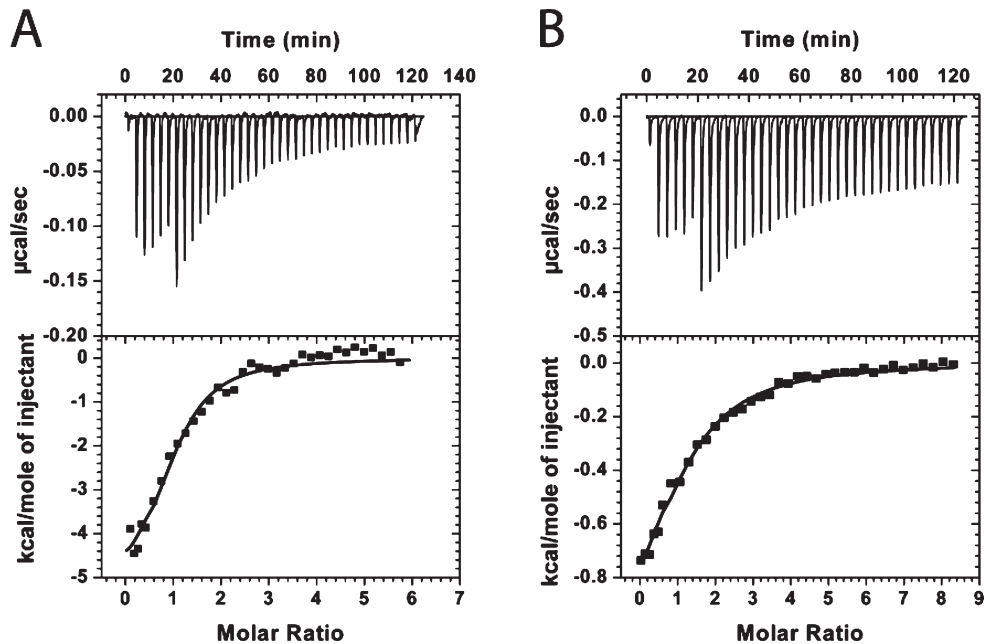 A
Time (min)
0 20 40 60 80 100 120 140
0.00
-0.05
-0.10
-0.15
-0.20
µcal/sec
0
-1
-2
-3
-4
-5
kcal/mole of injectant
0 1 2 3 4 5 6 7
Molar Ratio
B
Time (min)
0 20 40 60 80 100 120
0.0
-0.1
-0.2
-0.3
-0.4
-0.5
µcal/sec
0.0
-0.2
-0.4
-0.6
-0.8
kcal/mole of injectant
0 1 2 3 4 5 6 7 8 9
Molar Ratio